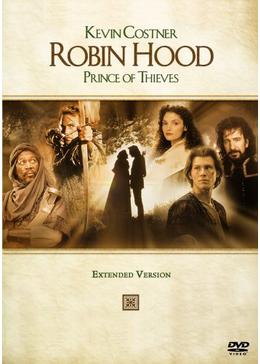 KEVIN COSTNER
ROBIN HOOD
PRINCE OF THIEVES
EXTENDED VERSION
DVD
VIDEO